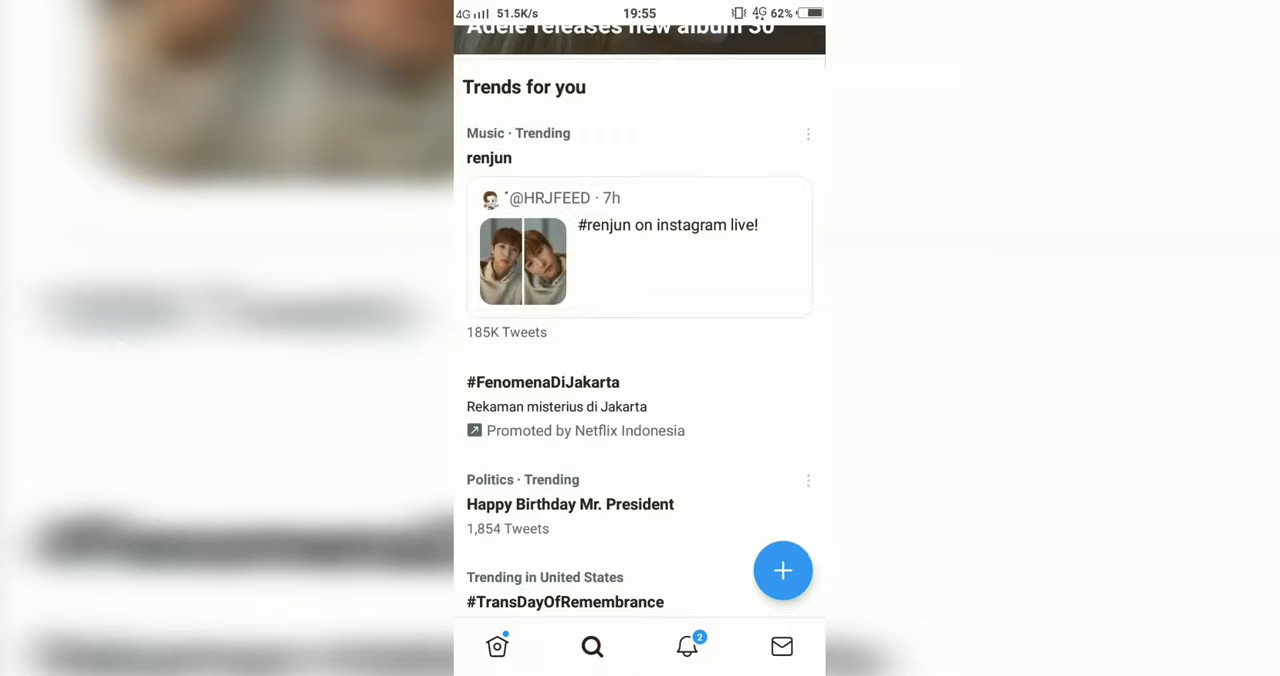 4G 51.5K/s 19:55 4G 62%
Adele releases new album 30
Trends for you
Music · Trending
renjun
@HRJFEED · 7h
#renjun on instagram live!
185K Tweets
#FenomenaDiJakarta
Rekaman misterius di Jakarta
Promoted by Netflix Indonesia
Politics · Trending
Happy Birthday Mr. President
1,854 Tweets
Trending in United States
#TransDayOfRemembrance
2